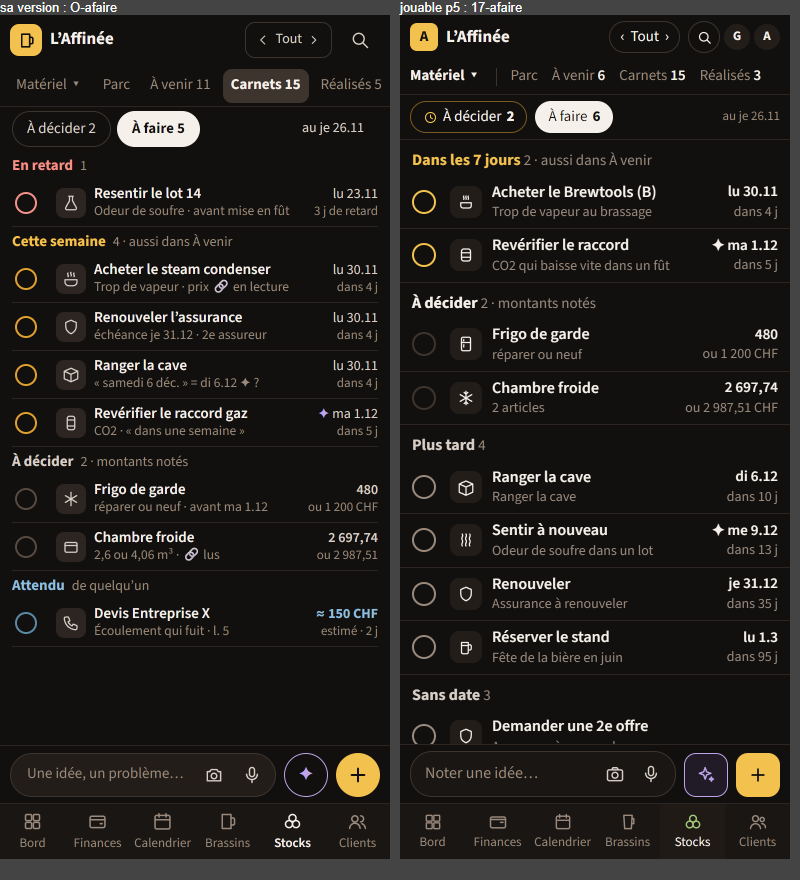 sa version : O-afaire
L'Affinée
Tout
Matériel
Parc
À venir 11
Carnets 15
Réalisés 5
À décider 2
À faire 5
au je 26.11
En retard 1
Resentir le lot 14
lu 23.11
Odeur de soufre · avant mise en fût
3 j de retard
Cette semaine 4 · aussi dans À venir
Acheter le steam condenser
lu 30.11
Trop de vapeur · prix 🔗 en lecture
dans 4 j
Renouveler l'assurance
lu 30.11
échéance je 31.12 · 2e assureur
dans 4 j
Ranger la cave
lu 30.11
« samedi 6 déc. » = di 6.12 ✦ ?
dans 4 j
Revérifier le raccord gaz
✦ ma 1.12
CO2 · « dans une semaine »
dans 5 j
À décider 2 · montants notés
Frigo de garde
480
réparer ou neuf · avant ma 1.12
ou 1 200 CHF
Chambre froide
2 697,74
2,6 ou 4,06 m³ · 🔗 lus
ou 2 987,51
Attendu de quelqu'un
Devis Entreprise X
≈ 150 CHF
Écoulement qui fuit · l. 5
estimé · 2 j
Une idée, un problème…
Bord
Finances
Calendrier
Brassins
Stocks
Clients
jouable p5 : 17-afaire
A
L'Affinée
‹ Tout ›
G
A
Matériel
Parc
À venir 6
Carnets 15
Réalisés 3
À décider 2
À faire 6
au je 26.11
Dans les 7 jours 2 · aussi dans À venir
Acheter le Brewtools (B)
lu 30.11
Trop de vapeur au brassage
dans 4 j
Revérifier le raccord
✦ ma 1.12
CO2 qui baisse vite dans un fût
dans 5 j
À décider 2 · montants notés
Frigo de garde
480
réparer ou neuf
ou 1 200 CHF
Chambre froide
2 697,74
2 articles
ou 2 987,51 CHF
Plus tard 4
Ranger la cave
di 6.12
Ranger la cave
dans 10 j
Sentir à nouveau
✦ me 9.12
Odeur de soufre dans un lot
dans 13 j
Renouveler
je 31.12
Assurance à renouveler
dans 35 j
Réserver le stand
lu 1.3
Fête de la bière en juin
dans 95 j
Sans date 3
Demander une 2e offre
Noter une idée…
Bord
Finances
Calendrier
Brassins
Stocks
Clients